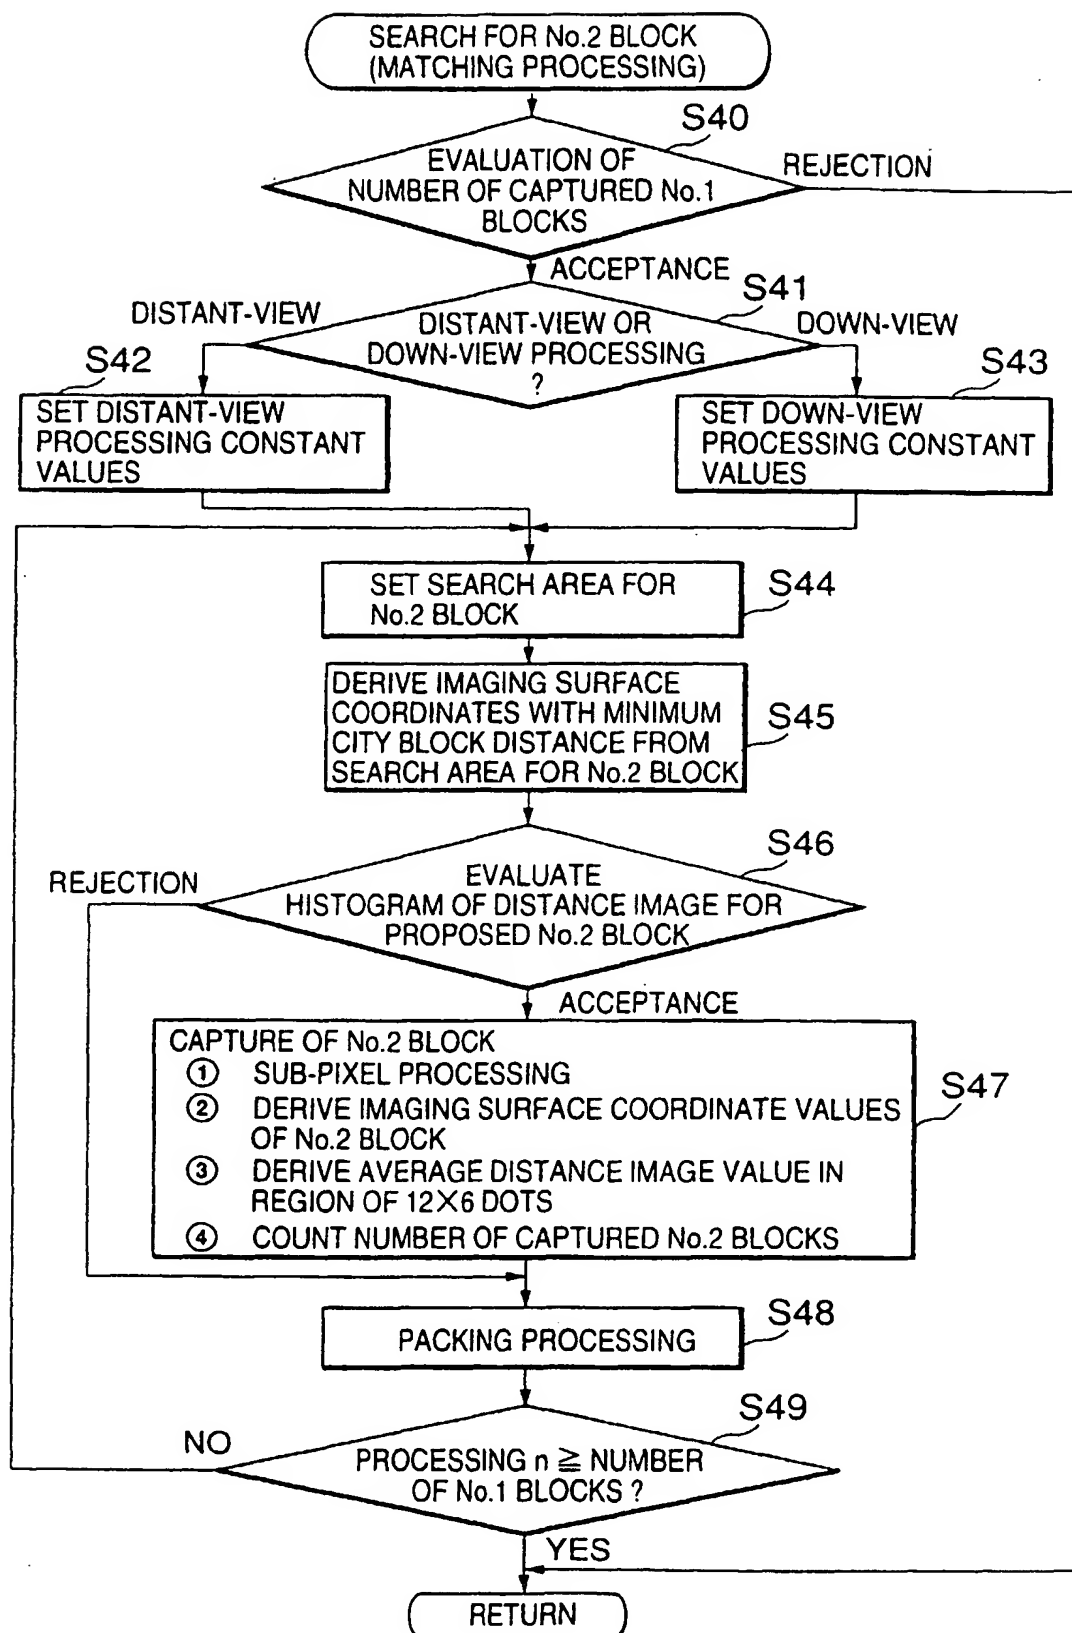 SEARCH FOR No.2 BLOCK
(MATCHING PROCESSING)
S40
EVALUATION OF
NUMBER OF CAPTURED No.1
BLOCKS
REJECTION
ACCEPTANCE
S41
DISTANT-VIEW
DISTANT-VIEW OR
DOWN-VIEW PROCESSING
?
DOWN-VIEW
S42
SET DISTANT-VIEW
PROCESSING CONSTANT
VALUES
S43
SET DOWN-VIEW
PROCESSING CONSTANT
VALUES
SET SEARCH AREA FOR
No.2 BLOCK
S44
DERIVE IMAGING SURFACE
COORDINATES WITH MINIMUM
CITY BLOCK DISTANCE FROM
SEARCH AREA FOR No.2 BLOCK
S45
S46
REJECTION
EVALUATE
HISTOGRAM OF DISTANCE IMAGE FOR
PROPOSED No.2 BLOCK
ACCEPTANCE
CAPTURE OF No.2 BLOCK
① SUB-PIXEL PROCESSING
② DERIVE IMAGING SURFACE COORDINATE VALUES
OF No.2 BLOCK
③ DERIVE AVERAGE DISTANCE IMAGE VALUE IN
REGION OF 12×6 DOTS
④ COUNT NUMBER OF CAPTURED No.2 BLOCKS
S47
PACKING PROCESSING
S48
S49
NO
PROCESSING n ≧ NUMBER
OF No.1 BLOCKS ?
YES
RETURN